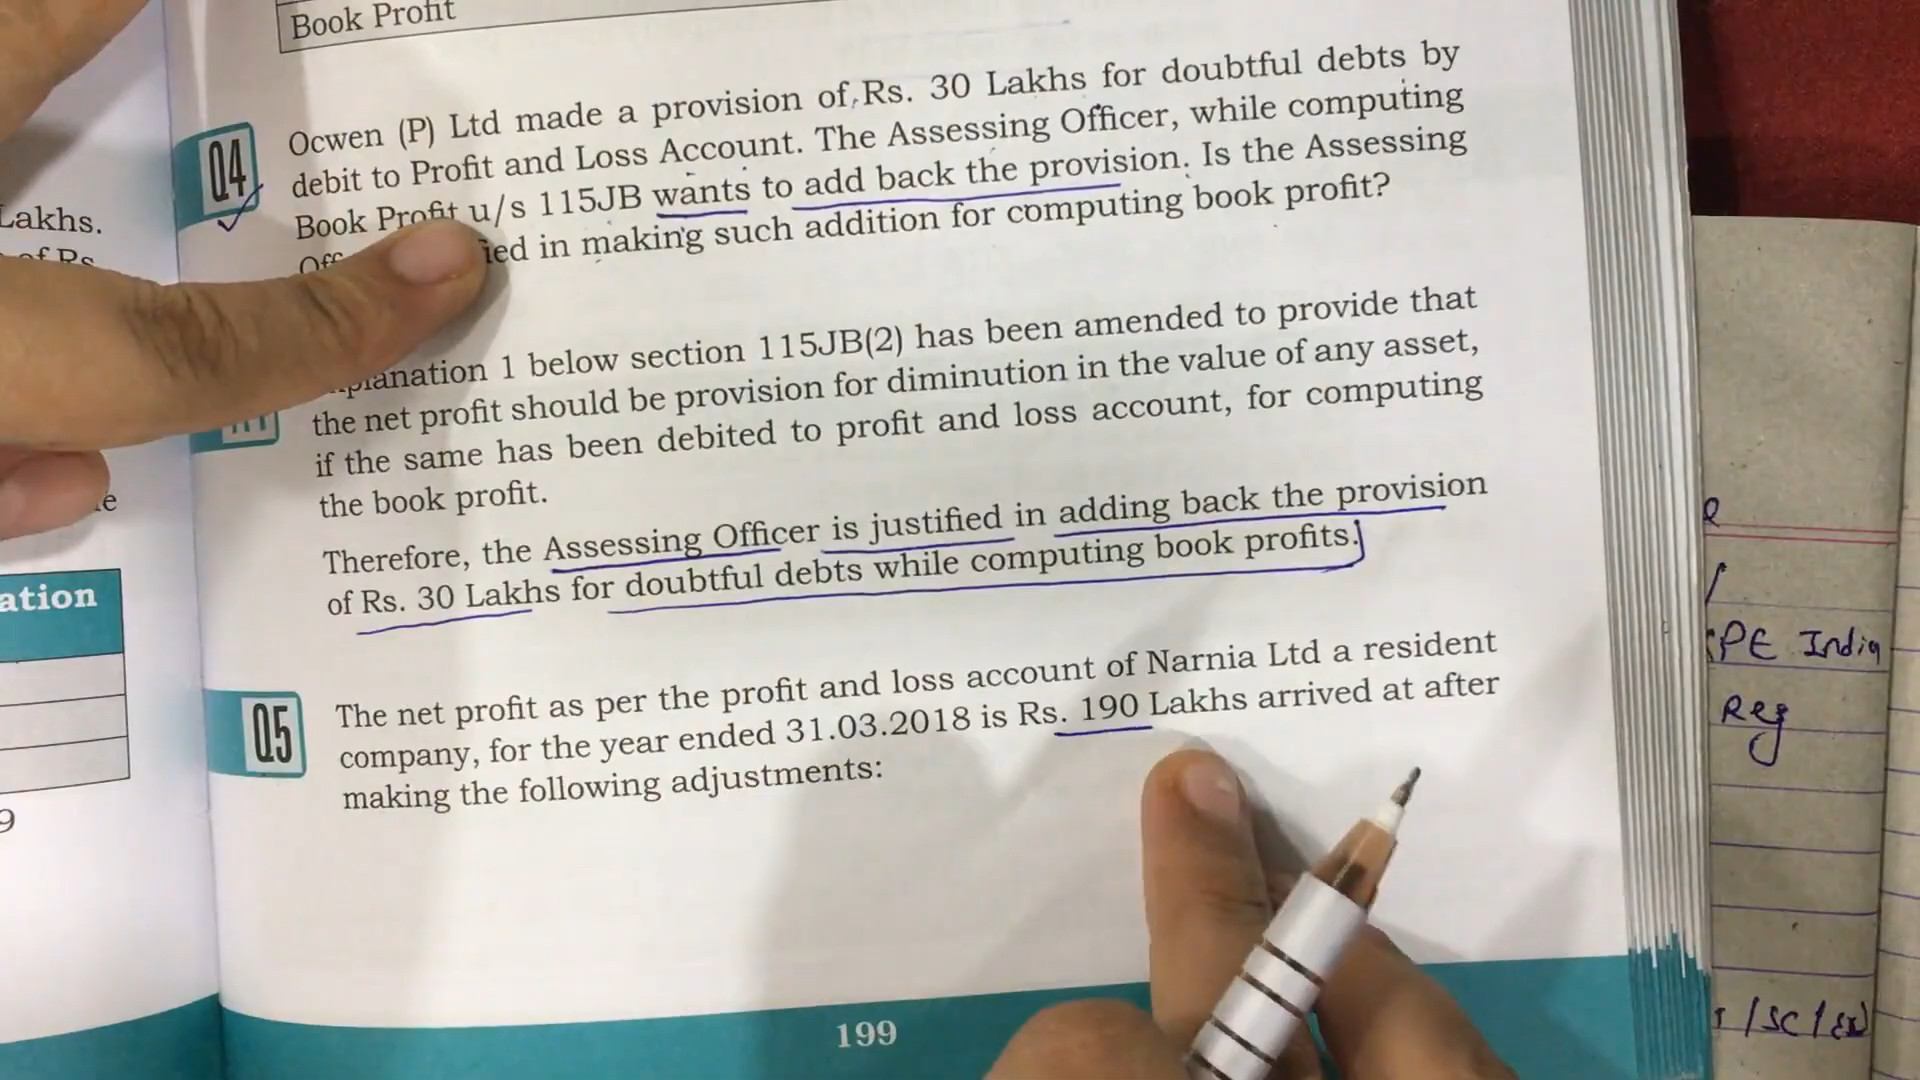 Book Profit
Q4
Ocwen (P) Ltd made a provision of Rs. 30 Lakhs for doubtful debts by
debit to Profit and Loss Account. The Assessing Officer, while computing
Book Profit u/s 115JB wants to add back the provision. Is the Assessing
in making such addition for computing book profit?
Lakhs.
of Rs
1 below section 115JB(2) has been amended to provide that
the net profit should be provision for diminution in the value of any asset,
if the same has been debited to profit and loss account, for computing
the book profit.
Therefore, the Assessing Officer is justified in adding back the provision
of Rs. 30 Lakhs for doubtful debts while computing book profits.
Q5
The net profit as per the profit and loss account of Narnia Ltd a resident
company, for the year ended 31.03.2018 is Rs. 190 Lakhs arrived at after
making the following adjustments:
ation
9
199
PE India
Reg
/SC/